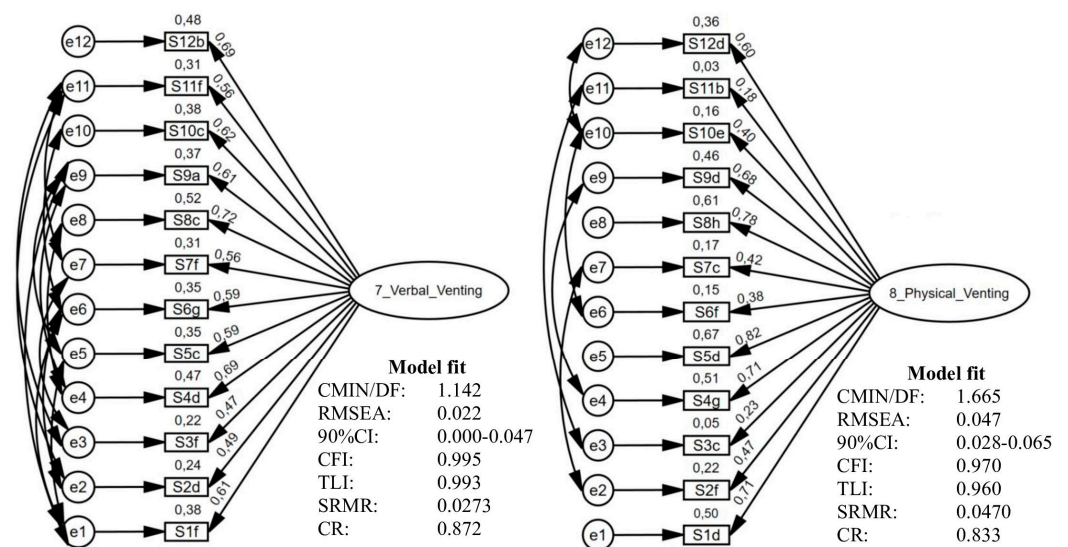 0,48
e12 S12b 0,69
0,31
e11 S11f 0,56
0,38
e10 S10c 0,62
0,37
e9 S9a 0,61
0,52
e8 S8c 0,72
0,31
e7 S7f 0,56
0,35
e6 S6g 0,59
0,35
e5 S5c 0,59
0,47
e4 S4d 0,69
0,22
e3 S3f 0,47
0,24
e2 S2d 0,49
0,38
e1 S1f 0,61
7_Verbal_Venting
Model fit
CMIN/DF: 1.142
RMSEA: 0.022
90%CI: 0.000-0.047
CFI: 0.995
TLI: 0.993
SRMR: 0.0273
CR: 0.872
0,36
e12 S12d 0,60
0,03
e11 S11b 0,18
0,16
e10 S10e 0,40
0,46
e9 S9d 0,68
0,61
e8 S8h 0,78
0,17
e7 S7c 0,42
0,15
e6 S6f 0,38
0,67
e5 S5d 0,82
0,51
e4 S4g 0,71
0,05
e3 S3c 0,23
0,22
e2 S2f 0,47
0,50
e1 S1d 0,71
8_Physical_Venting
Model fit
CMIN/DF: 1.665
RMSEA: 0.047
90%CI: 0.028-0.065
CFI: 0.970
TLI: 0.960
SRMR: 0.0470
CR: 0.833